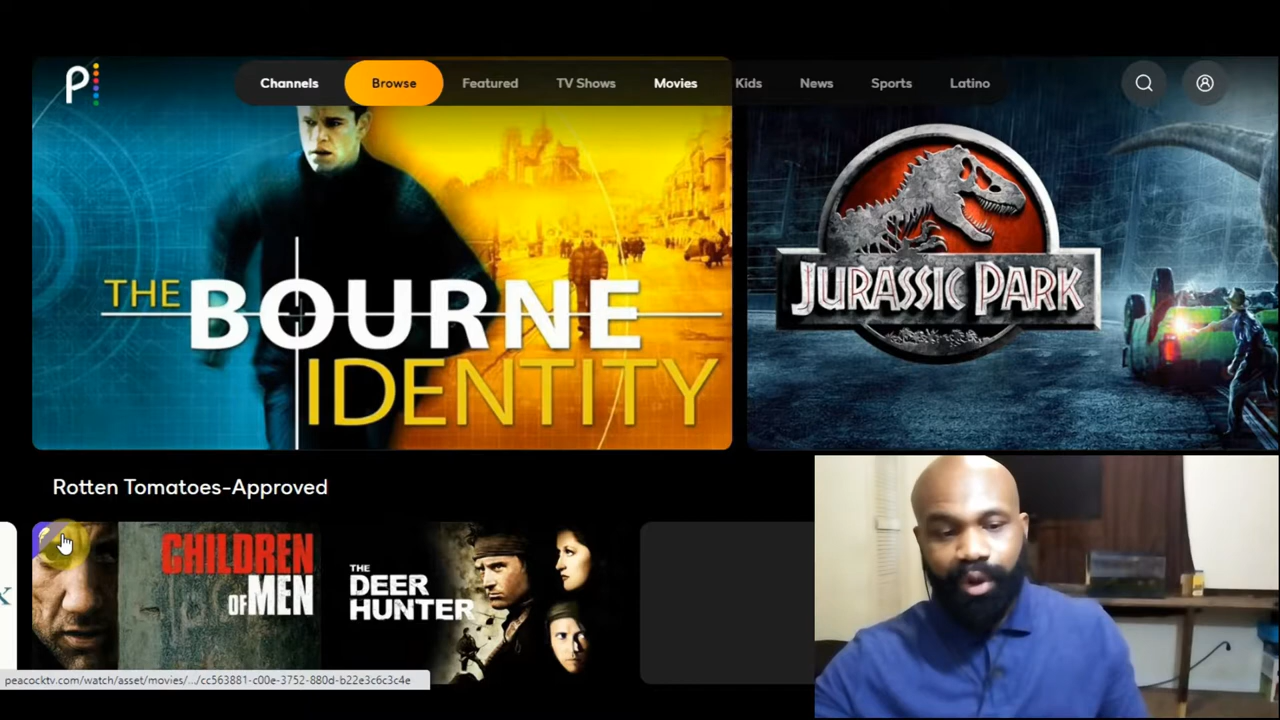 P
Channels
Browse
Featured
TV Shows
Movies
Kids
News
Sports
Latino
THE BOURNE
IDENTITY
JURASSIC PARK
Rotten Tomatoes-Approved
CHILDREN
OF MEN
THE
DEER
HUNTER
peacocktv.com/watch/asset/movies/.../cc563881-c00e-3752-880d-b22e3c6c3c4e